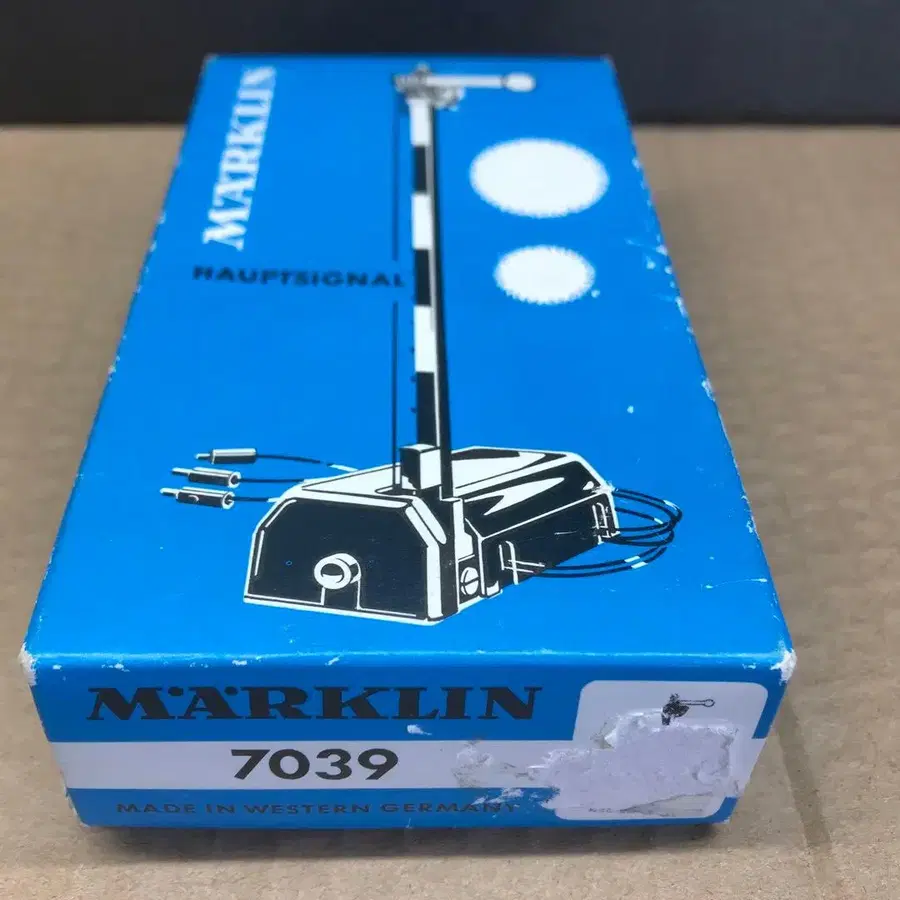 MÄRKLIN
HAUPTSIGNAL
MÄRKLIN
7039
MADE IN WESTERN GERMANY